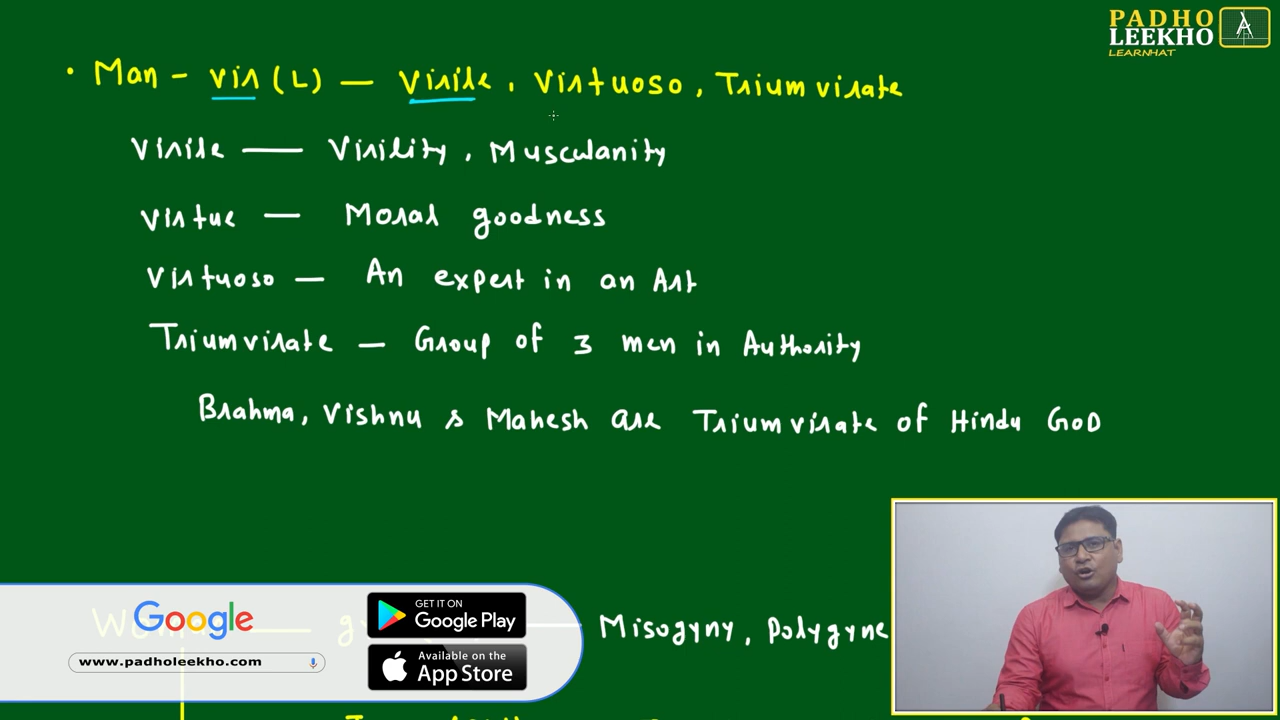 PADHO
LEEKHO
LEARNHAT
• Man - vir (L) — Virile, Virtuoso, Triumvirate
Virile — Virility, Muscularity
Virtue — Moral goodness
Virtuoso — An expert in an Art
Triumvirate — Group of 3 men in Authority
Brahma, Vishnu & Mahesh are Triumvirate of Hindu GoD
Misogyny, Polygyne
Google
www.padholeekho.com
GET IT ON
Google Play
Available on the
App Store